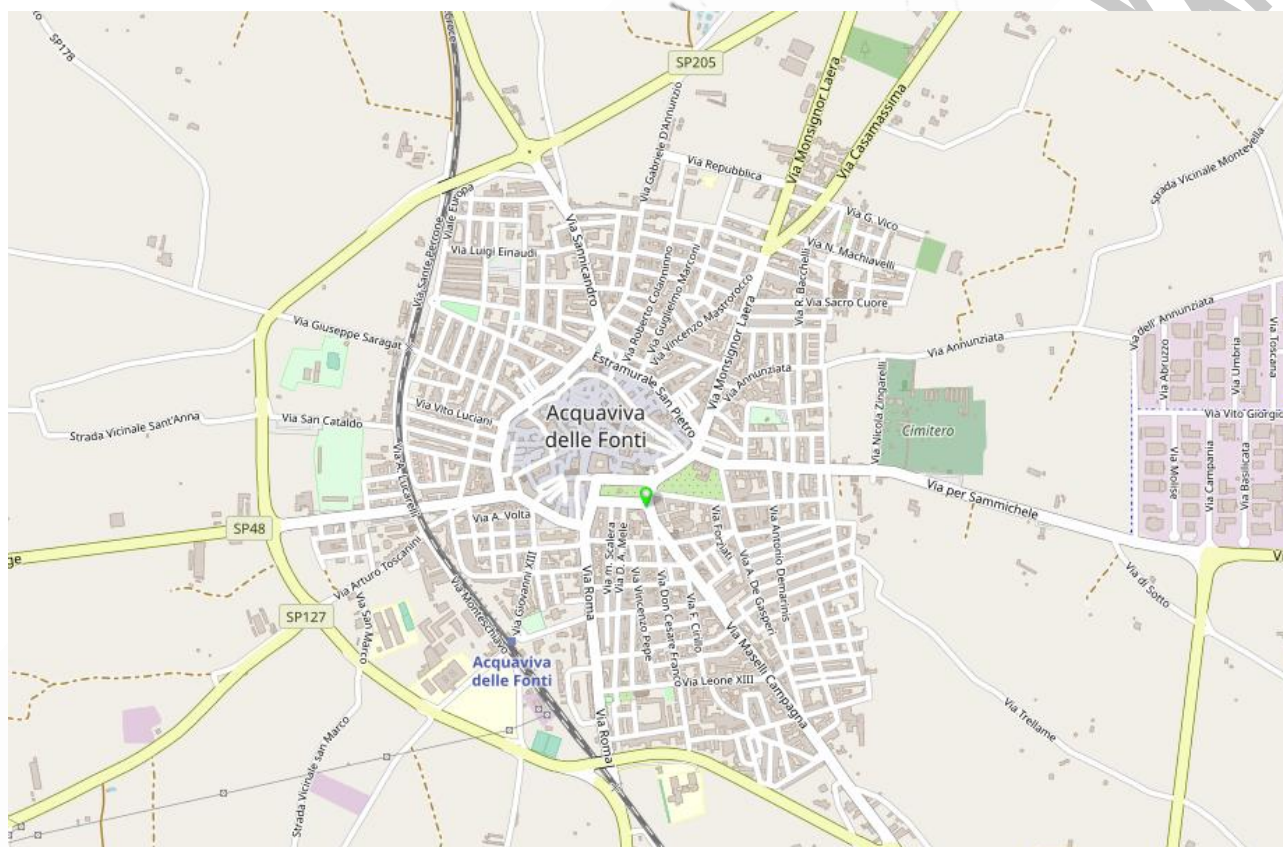 SP178
Croce
SP205
Via Monsignor Laera
Via Casamassima
Via Gabriele D'Annunzio
Via Repubblica
Strada Vicinale Montevella
Viale Europa
Via Sante Perrone
Via Luigi Einaudi
Via Sannicandro
Via G. Vico
Via N. Machiavelli
Via R. Bacchelli
Via Sacro Cuore
Via Roberto Colanninno
Via Guglielmo Marconi
Via Vincenzo Mastrorocco
Via Monsignor Laera
Via Giuseppe Saragat
Estramurale San Pietro
Via Annunziata
Via Annunziata
Via dell' Annunziata
Via Toscana
Via Abruzzo
Via Umbria
Via Vito Luciani
Acquaviva
delle Fonti
Via San Cataldo
Strada Vicinale Sant'Anna
Via Nicola Zingarelli
Cimitero
Via Vito Giorgio
Via Molise
Via Campania
Via Basilicata
Via A. Lucarelli
Via per Sammichele
SP48
ge
Via A. Volta
Via m. Scalera
Via D. A. Mele
Via Forziati
Via Antonio Demarinis
Via A. De Gasperi
V
Via Arturo Toscanini
Via Giovanni XIII
Via Monteschiavo
Via Roma
Via Vincenzo Pepe
Via Don Cesare Franco
Via F. Cirillo
Via di Sotto
SP127
Via San Marco
Acquaviva
delle Fonti
Via Maselli Campagna
Via Leone XIII
Via Roma
Via Trellame
Strada Vicinale san Marco